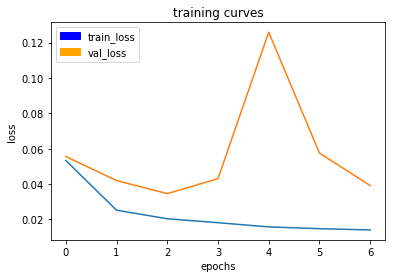 training curves
train_loss
val_loss
0.12
0.10
0.08
0.06
0.04
0.02
loss
0 1 2 3 4 5 6
epochs